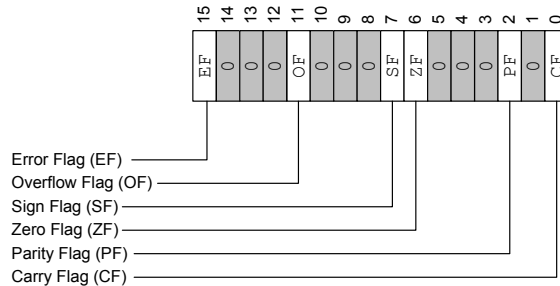 15 14 13 12 11 10 9 8 7 6 5 4 3 2 1 0
EF 0 0 0 OF 0 0 0 SF ZF 0 0 0 PF 0 CF
Error Flag (EF)
Overflow Flag (OF)
Sign Flag (SF)
Zero Flag (ZF)
Parity Flag (PF)
Carry Flag (CF)